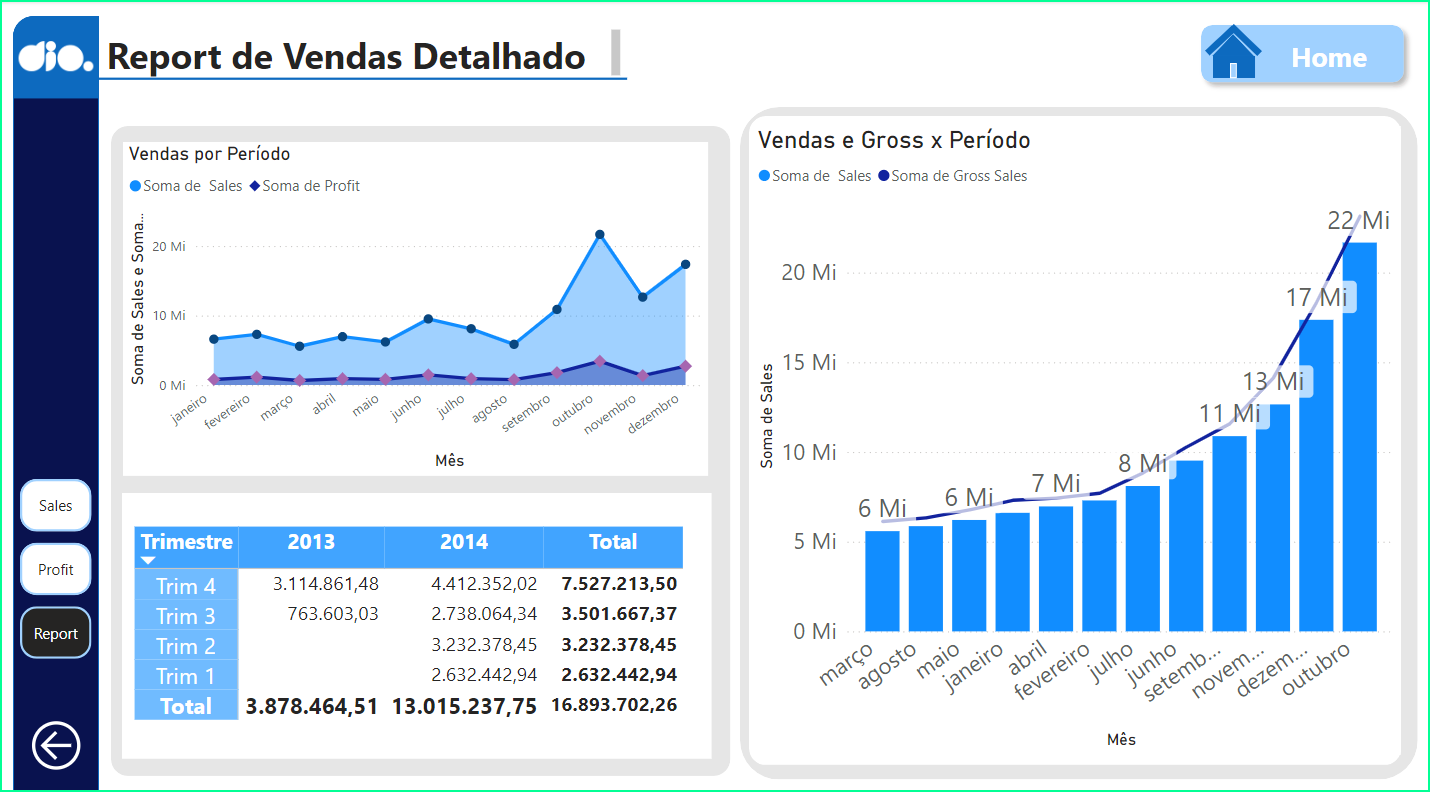 dio.
Report de Vendas Detalhado
Home
Vendas por Período
Soma de Sales Soma de Profit
Soma de Sales e Soma...
20 Mi
10 Mi
0 Mi
janeiro
fevereiro
março
abril
maio
junho
julho
agosto
setembro
outubro
novembro
dezembro
Mês
Trimestre 2013 2014 Total
Trim 4 3.114.861,48 4.412.352,02 7.527.213,50
Trim 3 763.603,03 2.738.064,34 3.501.667,37
Trim 2 3.232.378,45 3.232.378,45
Trim 1 2.632.442,94 2.632.442,94
Total 3.878.464,51 13.015.237,75 16.893.702,26
Vendas e Gross x Período
Soma de Sales Soma de Gross Sales
Soma de Sales
20 Mi
15 Mi
10 Mi
5 Mi
0 Mi
6 Mi
6 Mi
7 Mi
8 Mi
11 Mi
13 Mi
17 Mi
22 Mi
março
agosto
maio
janeiro
abril
fevereiro
julho
junho
setemb...
novem...
dezem...
outubro
Mês
Sales
Profit
Report